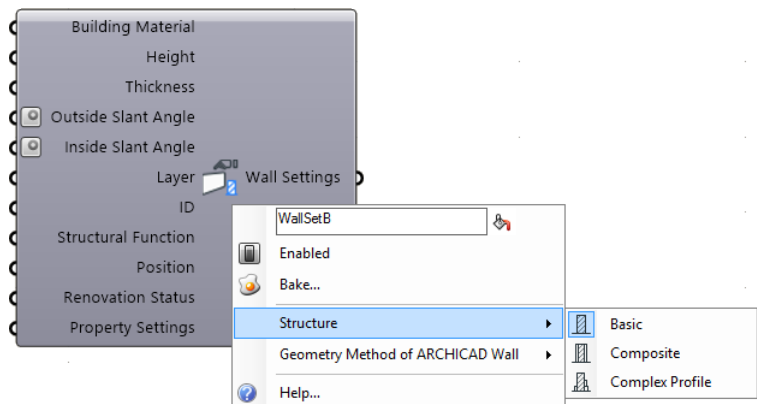 Building Material
Height
Thickness
Outside Slant Angle
Inside Slant Angle
Layer
Wall Settings
ID
Structural Function
Position
Renovation Status
Property Settings
WallSetB
Enabled
Bake...
Structure
Geometry Method of ARCHICAD Wall
Help...
Basic
Composite
Complex Profile